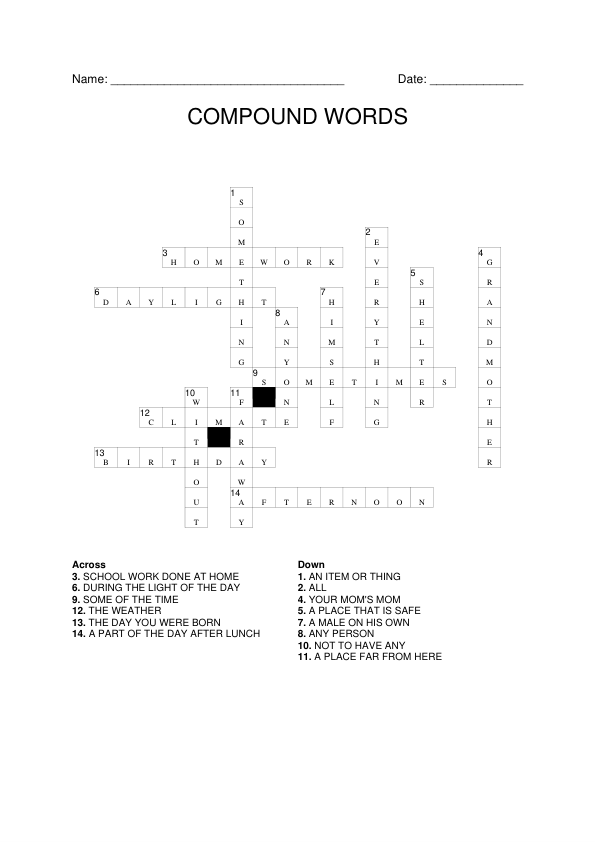 Name: ___________________________________ Date: ______________
COMPOUND WORDS
1
S
O
2
M E
3 4
H O M E W O R K V G
5
T E S R
6 7
D A Y L I G H T H R H A
8
I A I Y E N
N N M T L D
G Y S H T M
9
S O M E T I M E S O
10 11
W F N L N R T
12
C L I M A T E F G H
T R E
13
B I R T H D A Y R
O W
14
U A F T E R N O O N
T Y
Across
3. SCHOOL WORK DONE AT HOME
6. DURING THE LIGHT OF THE DAY
9. SOME OF THE TIME
12. THE WEATHER
13. THE DAY YOU WERE BORN
14. A PART OF THE DAY AFTER LUNCH
Down
1. AN ITEM OR THING
2. ALL
4. YOUR MOM'S MOM
5. A PLACE THAT IS SAFE
7. A MALE ON HIS OWN
8. ANY PERSON
10. NOT TO HAVE ANY
11. A PLACE FAR FROM HERE